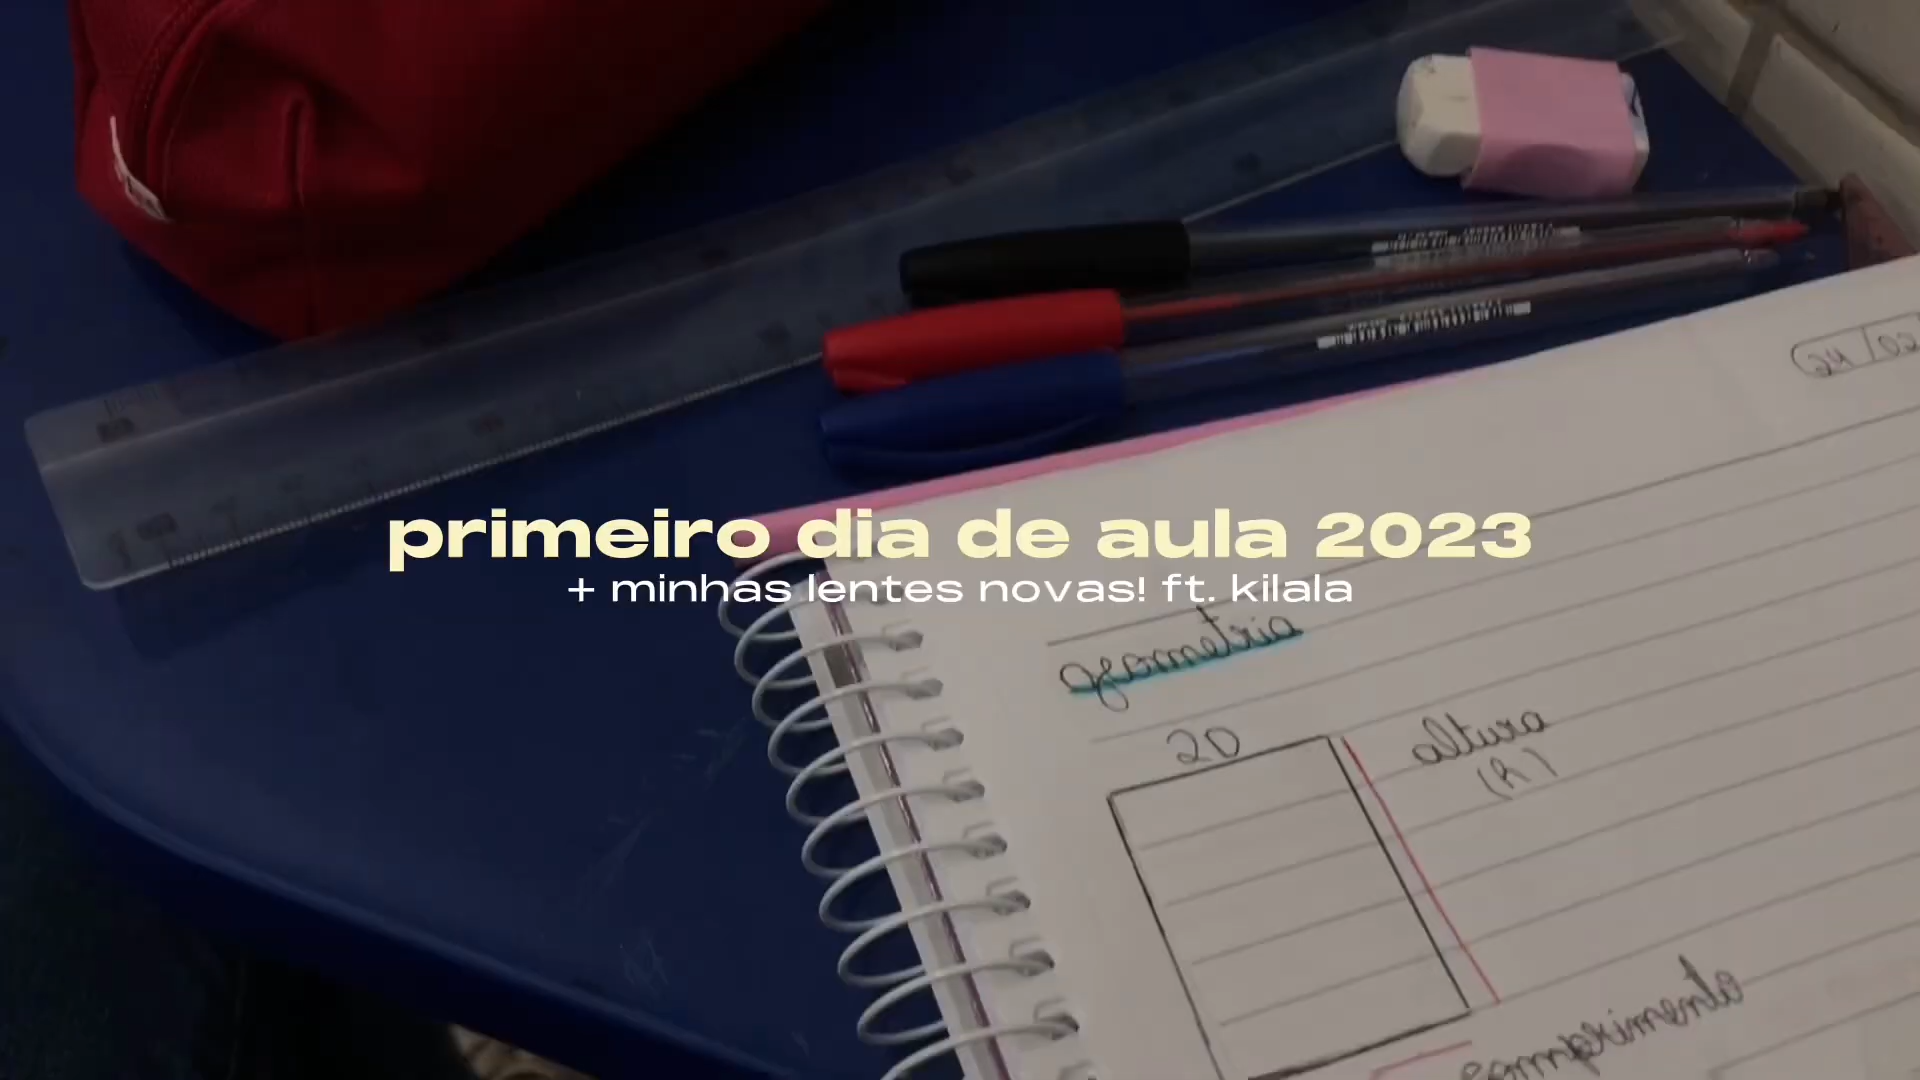 24/02
primeiro dia de aula 2023
+ minhas lentes novas! ft. kilala
geometria
20
altura
(h)
comprimento